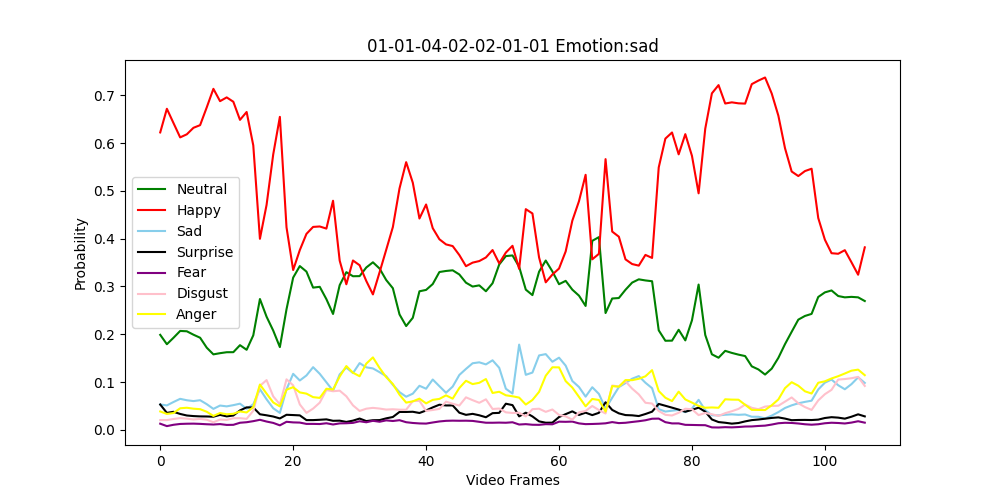 01-01-04-02-02-01-01 Emotion:sad
Probability
0.7
0.6
0.5
0.4
0.3
0.2
0.1
0.0
Neutral
Happy
Sad
Surprise
Fear
Disgust
Anger
0 20 40 60 80 100
Video Frames